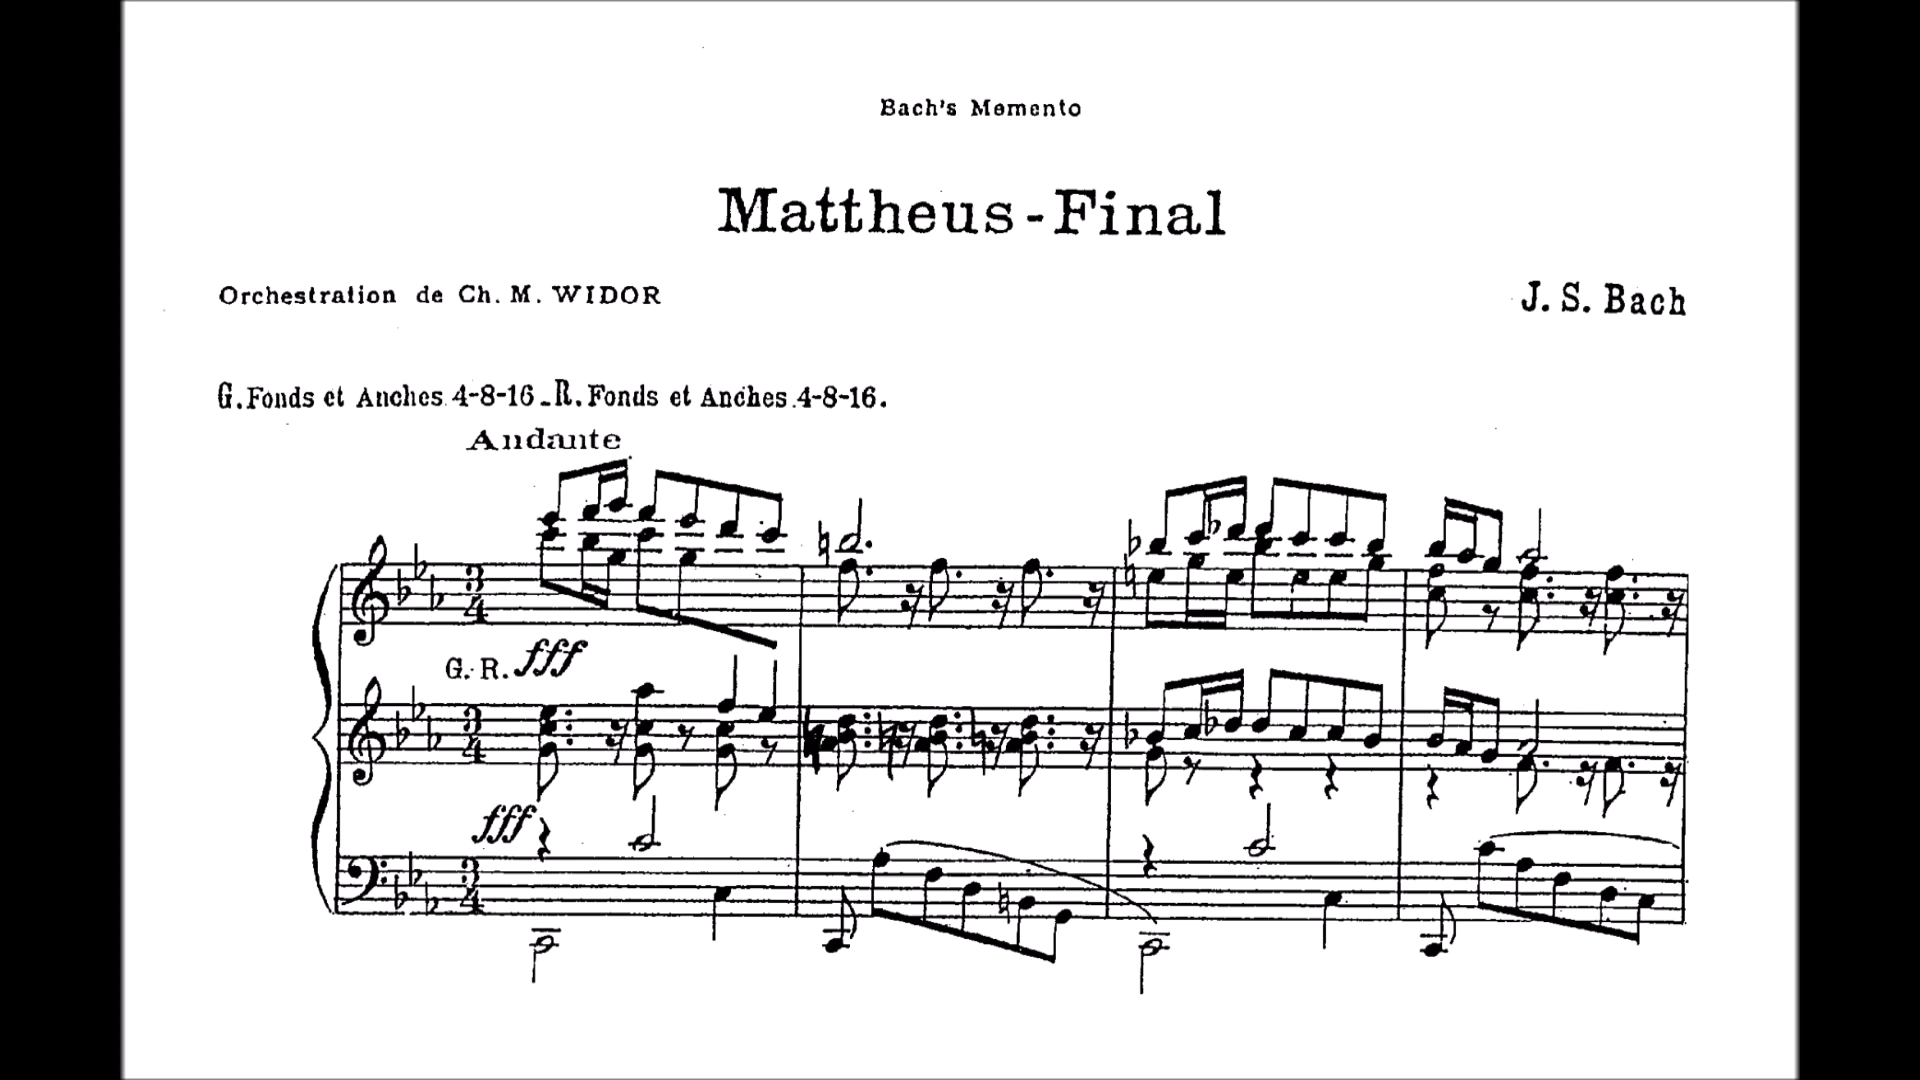 Bach's Memento
Mattheus-Final
Orchestration de Ch. M. WIDOR
J. S. Bach
G. Fonds et Anches 4-8-16 _ R. Fonds et Anches 4-8-16.
Andante
G. R. fff
fff